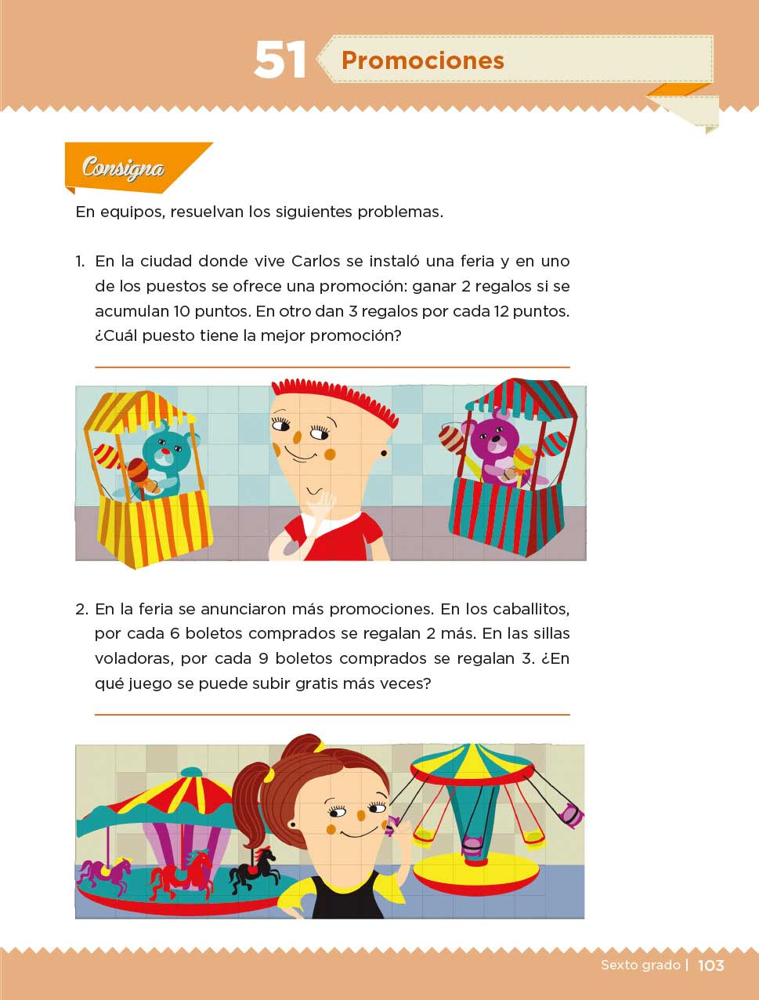 51
Promociones
Consigna
En equipos, resuelvan los siguientes problemas.
1. En la ciudad donde vive Carlos se instaló una feria y en uno
de los puestos se ofrece una promoción: ganar 2 regalos si se
acumulan 10 puntos. En otro dan 3 regalos por cada 12 puntos.
¿Cuál puesto tiene la mejor promoción?
2. En la feria se anunciaron más promociones. En los caballitos,
por cada 6 boletos comprados se regalan 2 más. En las sillas
voladoras, por cada 9 boletos comprados se regalan 3. ¿En
qué juego se puede subir gratis más veces?
Sexto grado | 103